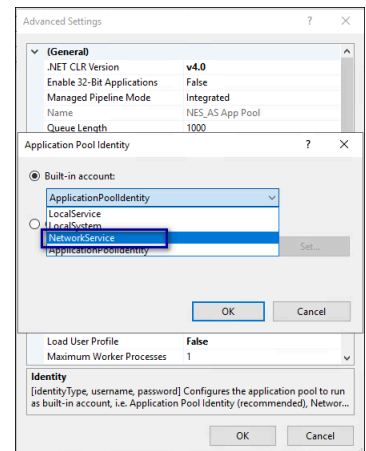 Advanced Settings
(General)
.NET CLR Version v4.0
Enable 32-Bit Applications False
Managed Pipeline Mode Integrated
Name NES_AS App Pool
Queue Length 1000
Application Pool Identity
Built-in account:
ApplicationPoolIdentity
LocalService
LocalSystem
NetworkService
ApplicationPoolIdentity
Set...
OK Cancel
Load User Profile False
Maximum Worker Processes 1
Identity
[identityType, username, password] Configures the application pool to run
as built-in account, i.e. Application Pool Identity (recommended), Networ...
OK Cancel